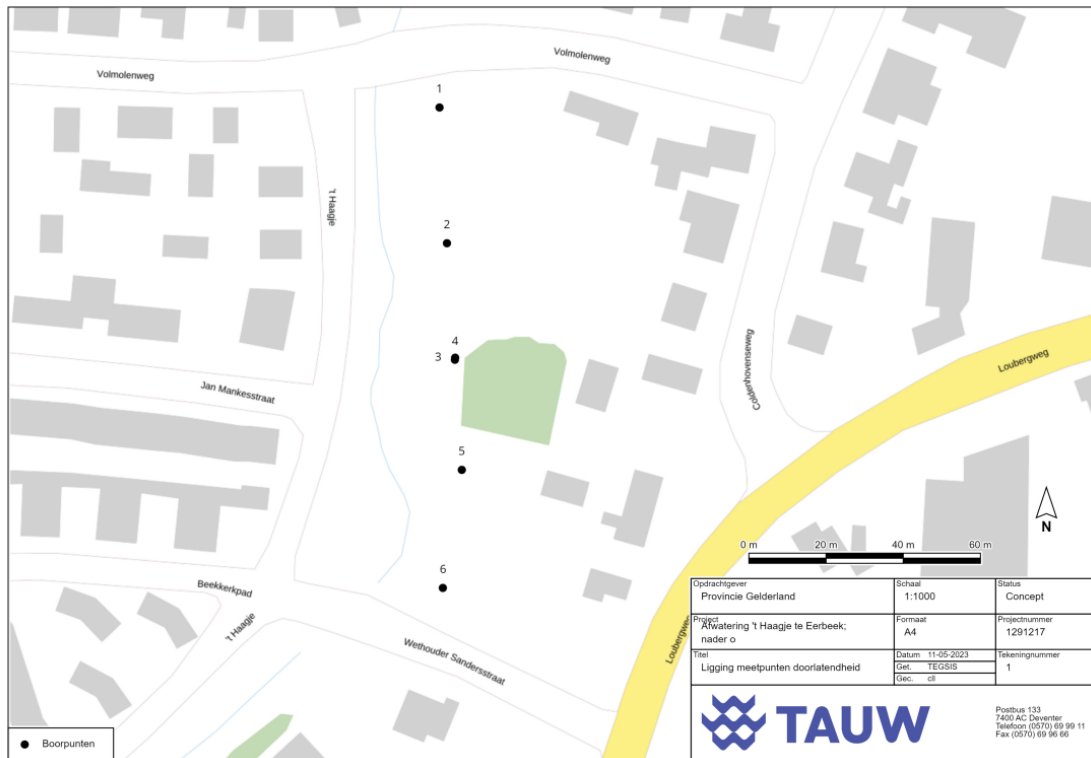 Volmolenweg
Volmolenweg
1
't Haagje
2
4
3
Coldenhovenseweg
Loubergweg
Jan Mankesstraat
5
N
0 m 20 m 40 m 60 m
6
Beekkerkpad
't Haagje
Wethouder Sandersstraat
Loubergweg
Opdrachtgever
Provincie Gelderland
Schaal
1:1000
Status
Concept
Project
Afwatering 't Haagje te Eerbeek;
nader o
Formaat
A4
Projectnummer
1291217
Titel
Ligging meetpunten doorlatendheid
Datum 11-05-2023
Get. TEGSIS
Gec. cll
Tekeningnummer
1
TAUW
Postbus 133
7400 AC Deventer
Telefoon (0570) 69 99 11
Fax (0570) 69 96 66
Boorpunten